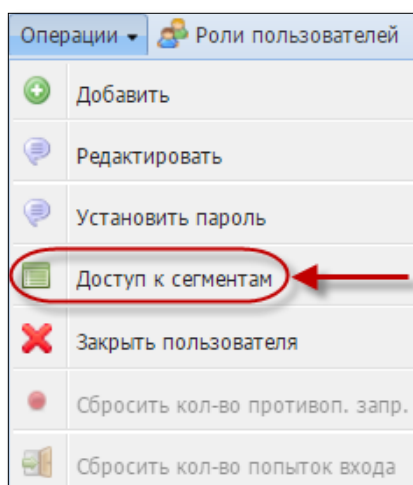 Операции Роли пользователей
Добавить
Редактировать
Установить пароль
Доступ к сегментам
Закрыть пользователя
Сбросить кол-во противоп. запр.
Сбросить кол-во попыток входа